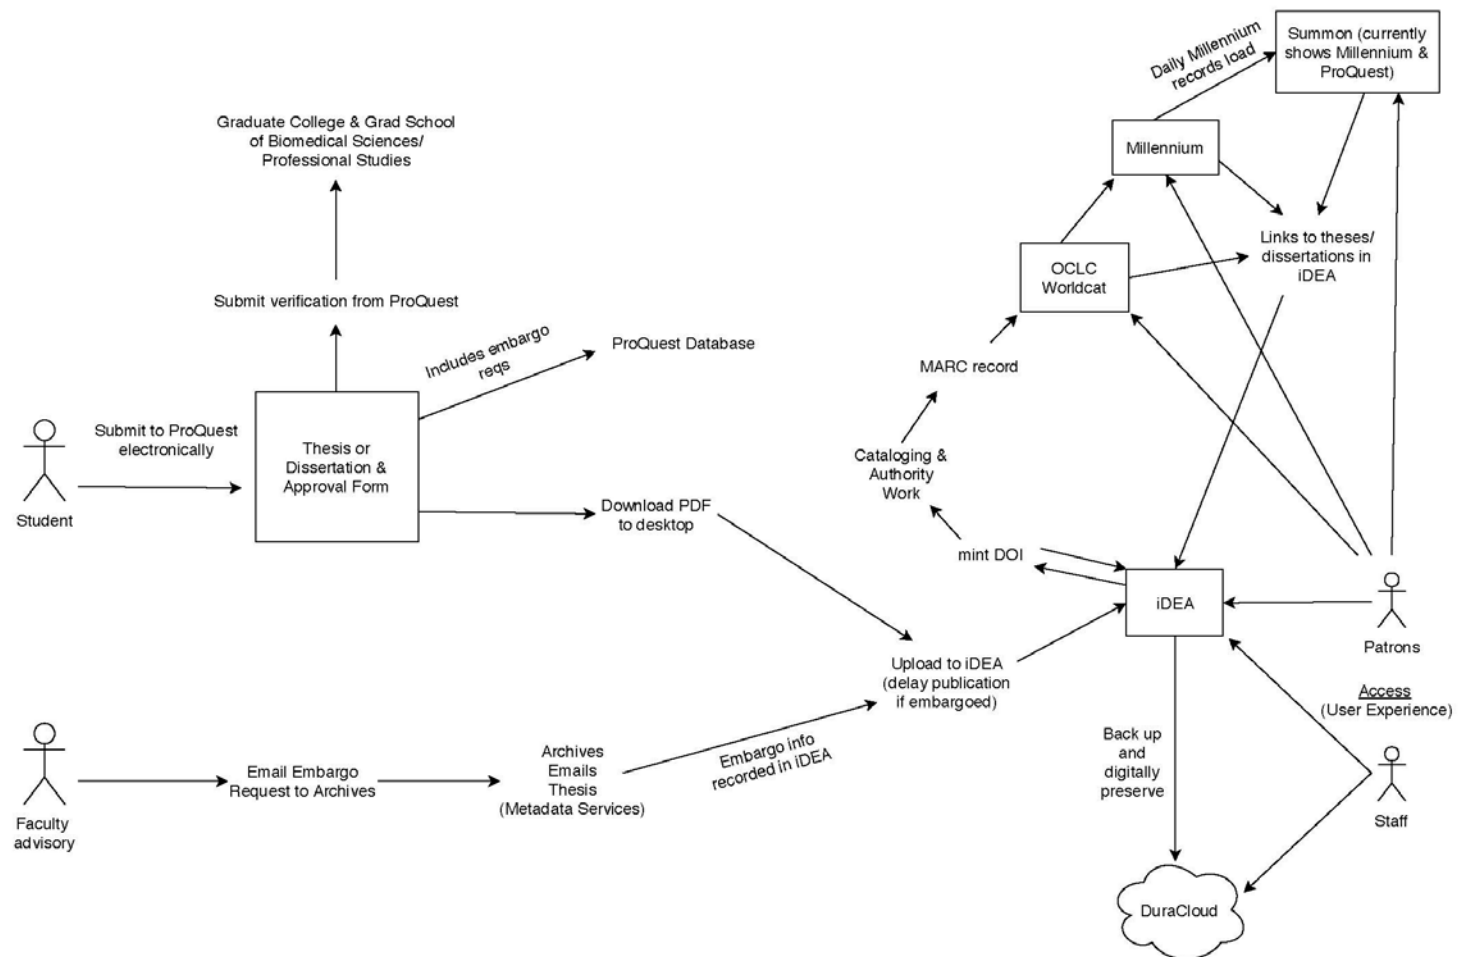 Daily Millennium
records load
Summon (currently
shows Millennium &
ProQuest)
Graduate College & Grad School
of Biomedical Sciences/
Professional Studies
Millennium
Links to theses/
dissertations in
iDEA
OCLC
Worldcat
Submit verification from ProQuest
Includes embargo
reqs
ProQuest Database
MARC record
Submit to ProQuest
electronically
Thesis or
Dissertation &
Approval Form
Cataloging &
Authority
Work
Student
Download PDF
to desktop
mint DOI
iDEA
Patrons
Upload to iDEA
(delay publication
if embargoed)
Access
(User Experience)
Embargo info
recorded in iDEA
Back up
and
digitally
preserve
Archives
Emails
Thesis
(Metadata Services)
Email Embargo
Request to Archives
Faculty
advisory
Staff
DuraCloud